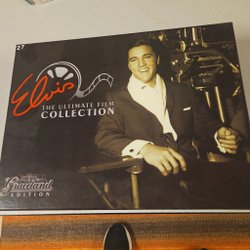 27
Elvis
THE ULTIMATE FILM
COLLECTION
Graceland
EDITION